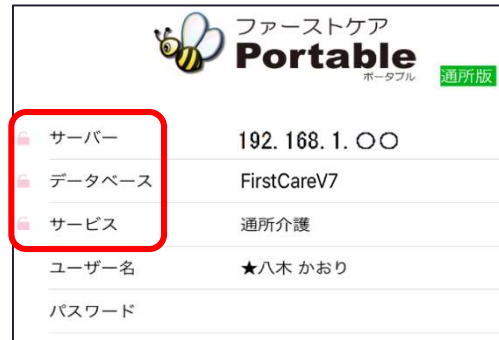 ファーストケア
Portable
ポータブル
通所版
サーバー 192. 168. 1. 〇〇
データベース FirstCareV7
サービス 通所介護
ユーザー名 ★八木 かおり
パスワード